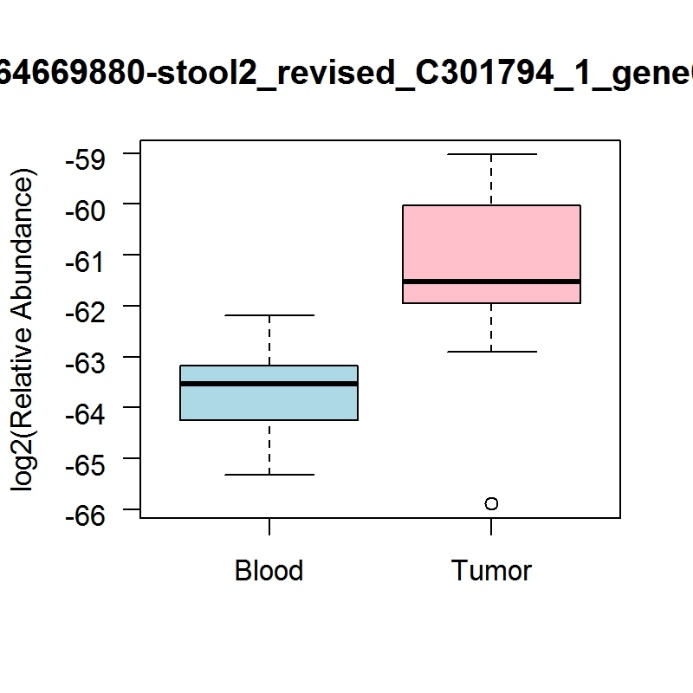 64669880-stool2_revised_C301794_1_gene
log2(Relative Abundance)
-59
-60
-61
-62
-63
-64
-65
-66
Blood
Tumor